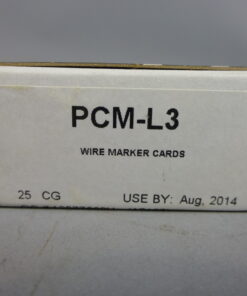 PCM-L3
WIRE MARKER CARDS
25 CG USE BY: Aug, 2014